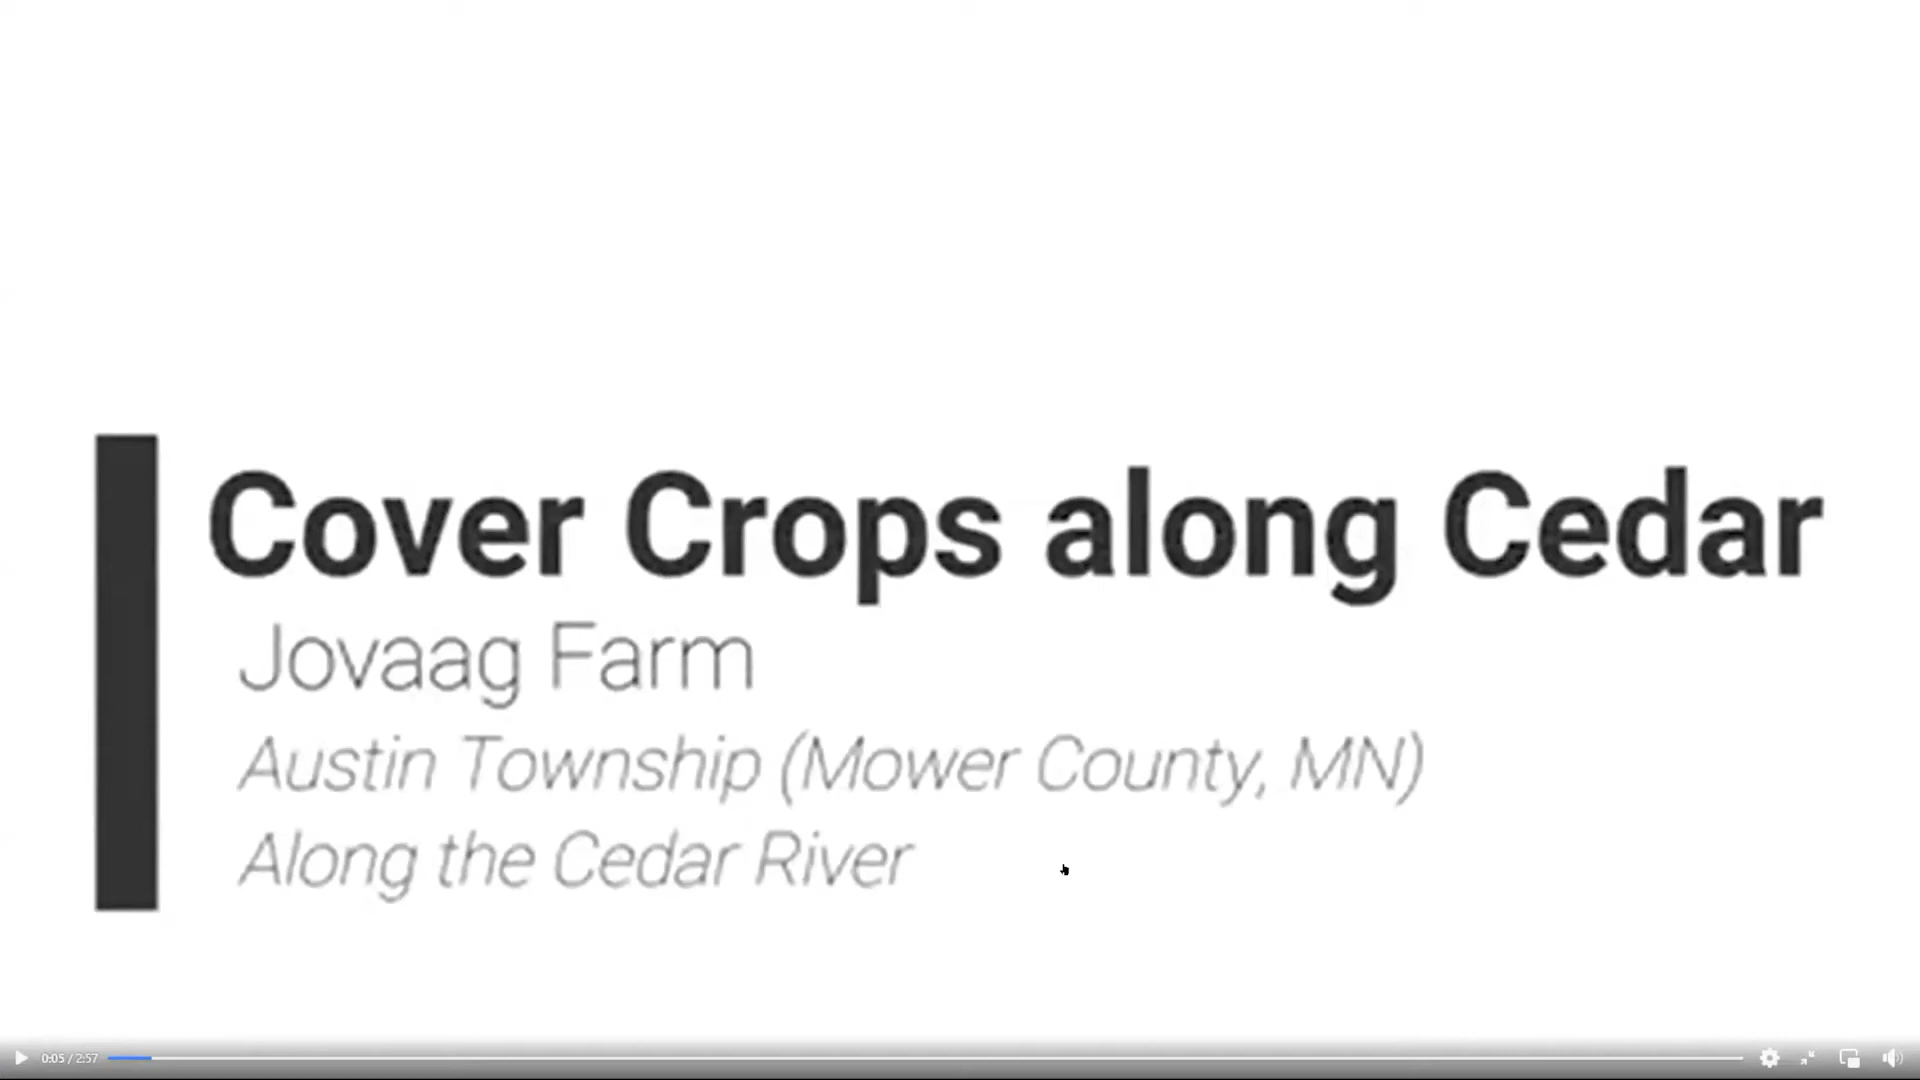 Cover Crops along Cedar
Jovaag Farm
Austin Township (Mower County, MN)
Along the Cedar River
0:05 / 2:57